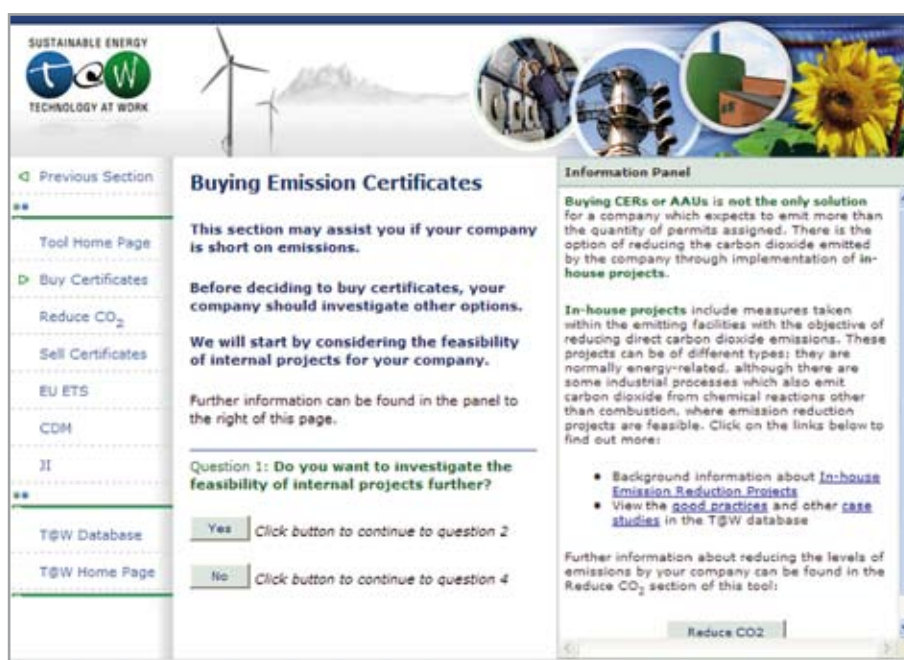 SUSTAINABLE ENERGY
t@W
TECHNOLOGY AT WORK
Previous Section
Tool Home Page
Buy Certificates
Reduce CO2
Sell Certificates
EU ETS
CDM
JI
T@W Database
T@W Home Page
Buying Emission Certificates
This section may assist you if your company
is short on emissions.
Before deciding to buy certificates, your
company should investigate other options.
We will start by considering the feasibility
of internal projects for your company.
Further information can be found in the panel to
the right of this page.
Question 1: Do you want to investigate the
feasibility of internal projects further?
Yes Click button to continue to question 2
No Click button to continue to question 4
Information Panel
Buying CERs or AAUs is not the only solution
for a company which expects to emit more than
the quantity of permits assigned. There is the
option of reducing the carbon dioxide emitted
by the company through implementation of in-
house projects.
In-house projects include measures taken
within the emitting facilities with the objective of
reducing direct carbon dioxide emissions. These
projects can be of different types; they are
normally energy-related, although there are
some industrial processes which also emit
carbon dioxide from chemical reactions other
than combustion, where emission reduction
projects are feasible. Click on the links below to
find out more:
Background information about In-house
Emission Reduction Projects
View the good practices and other case
studies in the T@W database
Further information about reducing the levels of
emissions by your company can be found in the
Reduce CO2 section of this tool:
Reduce CO2